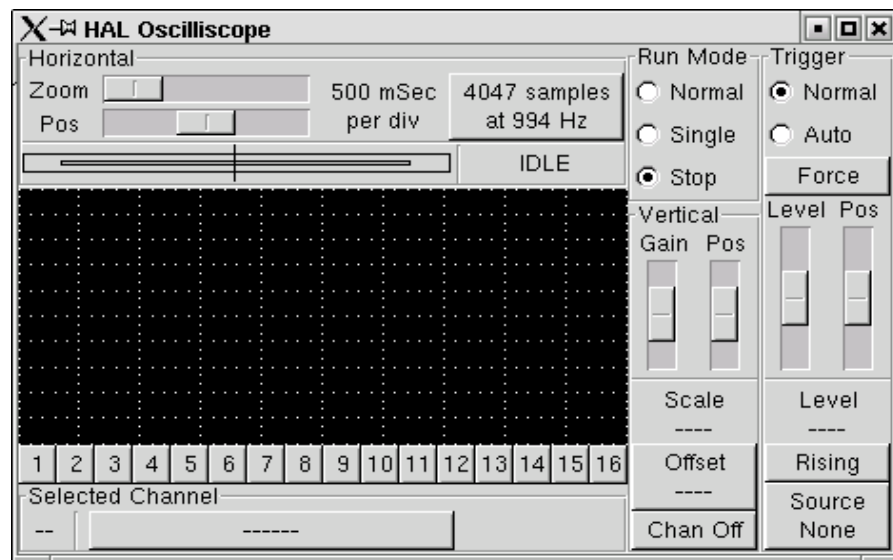 HAL Oscilliscope
Horizontal
Zoom
Pos
500 mSec
per div
4047 samples
at 994 Hz
IDLE
Run Mode
Normal
Single
Stop
Trigger
Normal
Auto
Force
Level Pos
Vertical
Gain Pos
Scale
----
Level
----
1 2 3 4 5 6 7 8 9 10 11 12 13 14 15 16
Offset
----
Rising
Selected Channel
--
------
Chan Off
Source
None